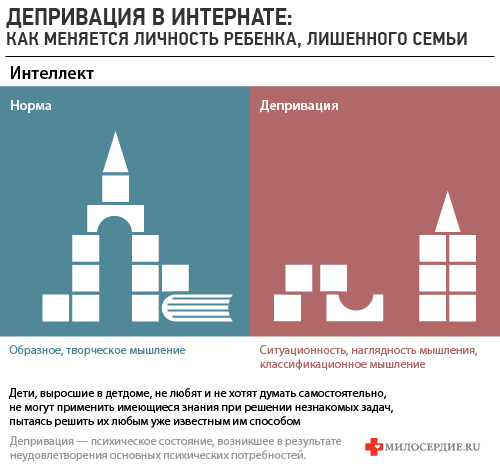 ДЕПРИВАЦИЯ В ИНТЕРНАТЕ:
КАК МЕНЯЕТСЯ ЛИЧНОСТЬ РЕБЕНКА, ЛИШЕННОГО СЕМЬИ
Интеллект
Норма
Депривация
Образное, творческое мышление
Ситуационность, наглядность мышления,
классификационное мышление
Дети, выросшие в детдоме, не любят и не хотят думать самостоятельно,
не могут применить имеющиеся знания при решении незнакомых задач,
пытаясь решить их любым уже известным им способом
Депривация — психическое состояние, возникшее в результате
неудовлетворения основных психических потребностей.
МИЛОСЕРДИЕ.RU